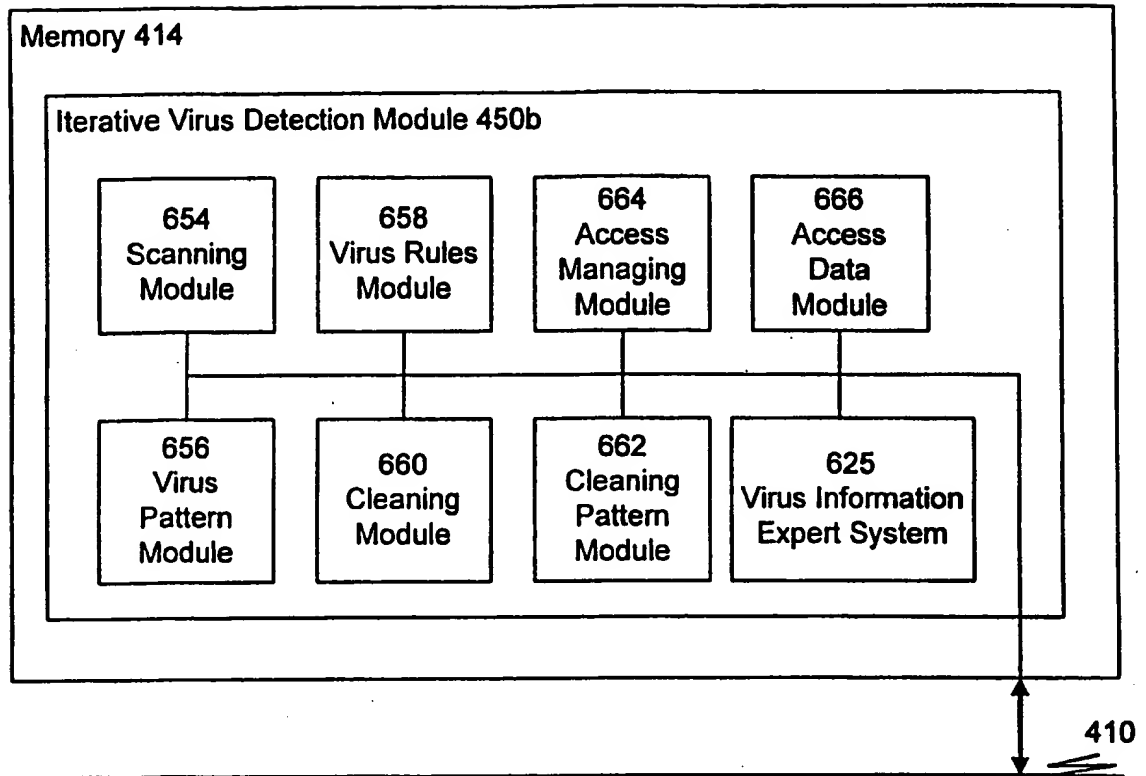 Memory 414
Iterative Virus Detection Module 450b
654
Scanning
Module
658
Virus Rules
Module
664
Access
Managing
Module
666
Access
Data
Module
656
Virus
Pattern
Module
660
Cleaning
Module
662
Cleaning
Pattern
Module
625
Virus Information
Expert System
410